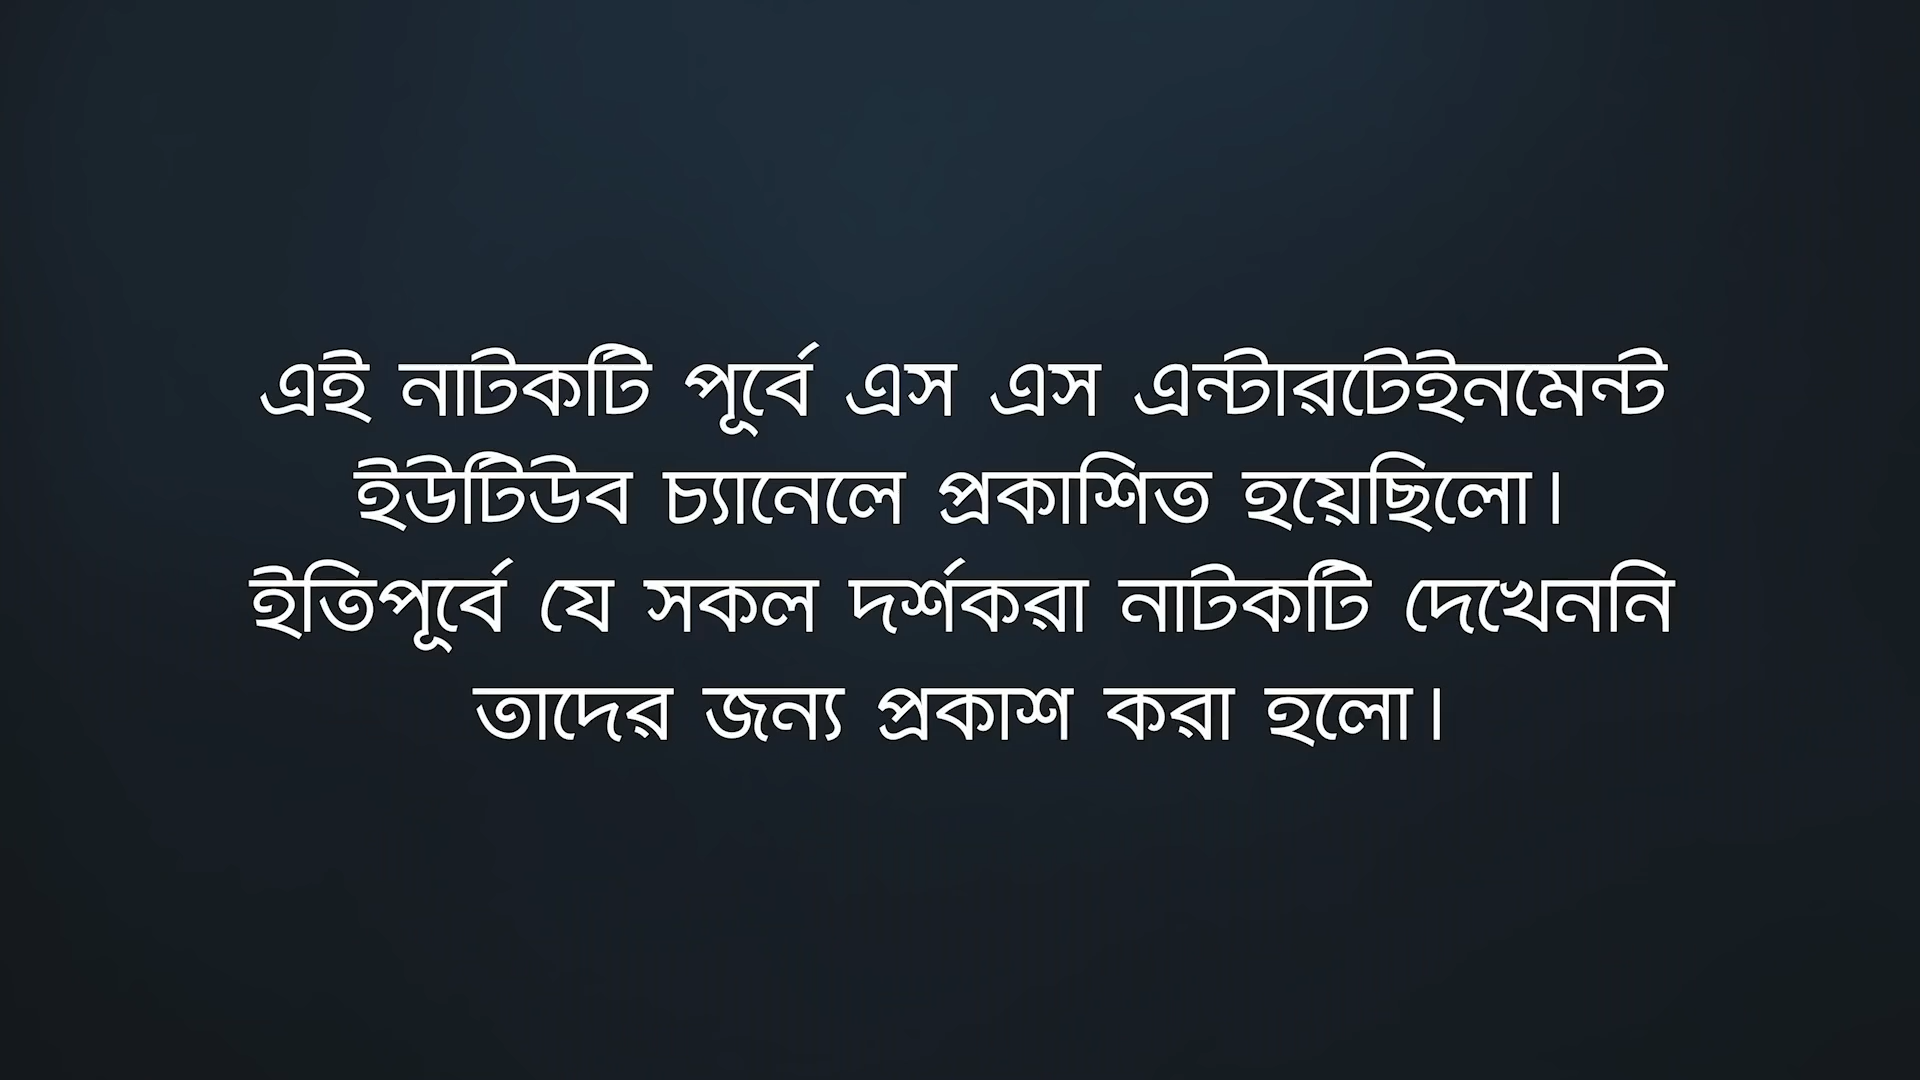 এই নাটকটি পূর্বে এস এস এন্টারটেইনমেন্ট
ইউটিউব চ্যানেলে প্রকাশিত হয়েছিলো।
ইতিপূর্বে যে সকল দর্শকরা নাটকটি দেখেননি
তাদের জন্য প্রকাশ করা হলো।